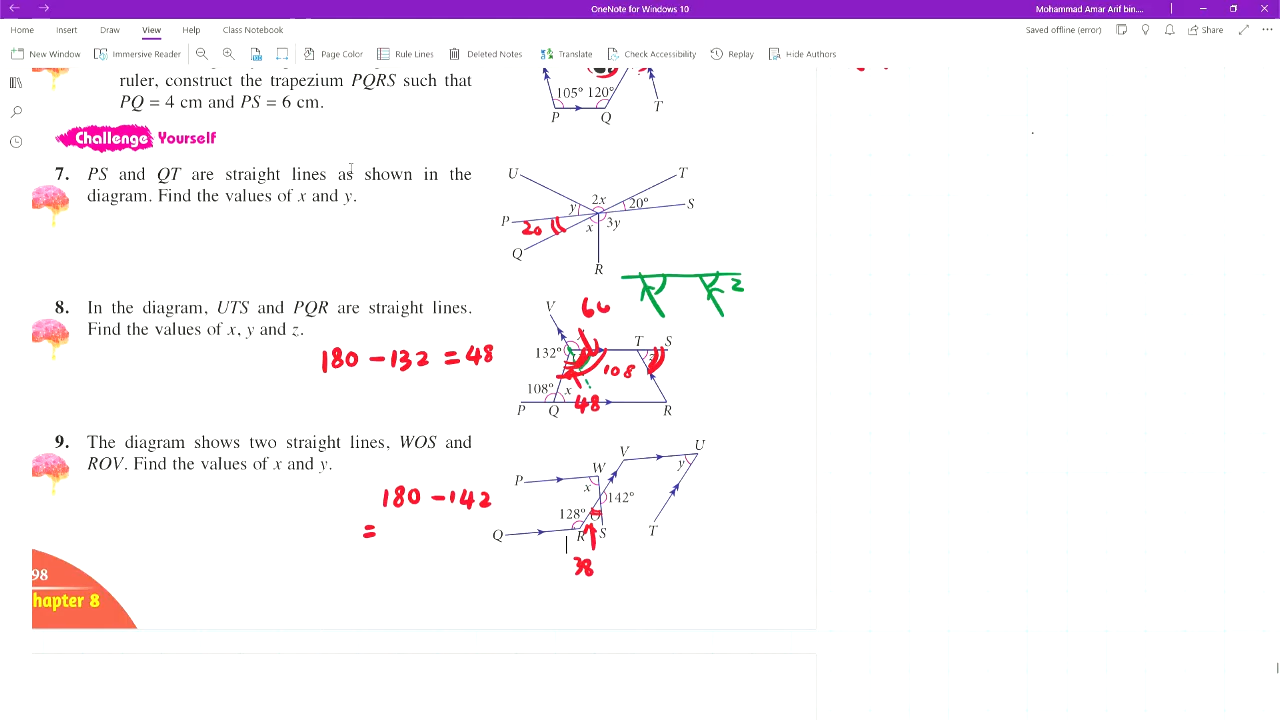 OneNote for Windows 10
Mohammad Amar Arif bin....
Home Insert Draw View Help Class Notebook
Saved offline (error) Share
New Window Immersive Reader Page Color Rule Lines Deleted Notes Translate Check Accessibility Replay Hide Authors
ruler, construct the trapezium PQRS such that
PQ = 4 cm and PS = 6 cm.
105° 120°
P Q T
Challenge Yourself
7. PS and QT are straight lines as shown in the
diagram. Find the values of x and y.
U T
2x
y 20° S
P 20 x 3y
Q
R
8. In the diagram, UTS and PQR are straight lines.
Find the values of x, y and z.
180 - 132 = 48
z
V 66
T S
132°
108
108° x
48
P Q R
9. The diagram shows two straight lines, WOS and
ROV. Find the values of x and y.
180 - 142
=
V U
W y
P x
142°
128° O
Q R S T
38
98
hapter 8